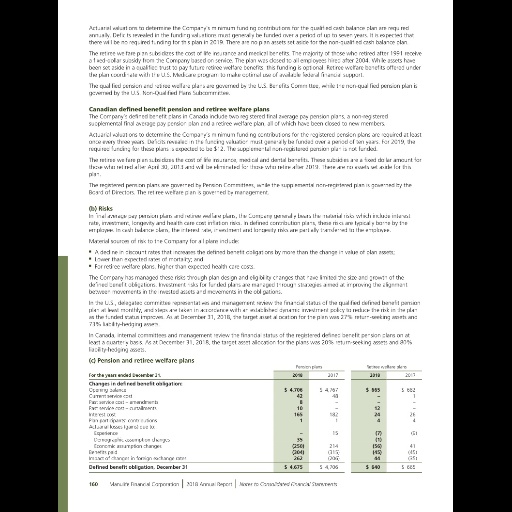 Actuarial valuations to determine the Company's minimum funding contributions for the qualified cash balance plan are required
annually. Deficits revealed in the funding valuations must generally be funded over a period of up to seven years. It is expected that
there will be no required funding for this plan in 2019. There are no plan assets set aside for the non-qualified cash balance plan.
The retiree welfare plan subsidizes the cost of life insurance and medical benefits. The majority of those who retired after 1991 receive
a fixed-dollar subsidy from the Company based on service. The plan was closed to all employees hired after 2004. While assets have
been set aside in a qualified trust to pay future retiree welfare benefits, this funding is optional. Retiree welfare benefits offered under
the plan coordinate with the U.S. Medicare program to make optimal use of available federal financial support.
The qualified pension and retiree welfare plans are governed by the U.S. Benefits Committee, while the non-qualified pension plan is
governed by the U.S. Non-Qualified Plans Subcommittee.
Canadian defined benefit pension and retiree welfare plans
The Company's defined benefit plans in Canada include two registered final average pay pension plans, a non-registered
supplemental final average pay pension plan and a retiree welfare plan, all of which have been closed to new members.
Actuarial valuations to determine the Company's minimum funding contributions for the registered pension plans are required at least
once every three years. Deficits revealed in the funding valuation must generally be funded over a period of ten years. For 2019, the
required funding for these plans is expected to be $12. The supplemental non-registered pension plan is not funded.
The retiree welfare plan subsidizes the cost of life insurance, medical and dental benefits. These subsidies are a fixed dollar amount for
those who retired after April 30, 2013 and will be eliminated for those who retire after 2019. There are no assets set aside for this
plan.
The registered pension plans are governed by Pension Committees, while the supplemental non-registered plan is governed by the
Board of Directors. The retiree welfare plan is governed by management.
(b) Risks
In final average pay pension plans and retiree welfare plans, the Company generally bears the material risks which include interest
rate, investment, longevity and health care cost inflation risks. In defined contribution plans, these risks are typically borne by the
employee. In cash balance plans, the interest rate, investment and longevity risks are partially transferred to the employee.
Material sources of risk to the Company for all plans include:
• A decline in discount rates that increases the defined benefit obligations by more than the change in value of plan assets;
• Lower than expected rates of mortality; and
• For retiree welfare plans, higher than expected health care costs.
The Company has managed these risks through plan design and eligibility changes that have limited the size and growth of the
defined benefit obligations. Investment risks for funded plans are managed through strategies aimed at improving the alignment
between movements in the invested assets and movements in the obligations.
In the U.S., delegated committee representatives and management review the financial status of the qualified defined benefit pension
plan at least monthly, and steps are taken in accordance with an established dynamic investment policy to reduce the risk in the plan
as the funded status improves. As at December 31, 2018, the target asset allocation for the plan was 27% return-seeking assets and
73% liability-hedging assets.
In Canada, internal committees and management review the financial status of the registered defined benefit pension plans on at
least a quarterly basis. As at December 31, 2018, the target asset allocation for the plans was 20% return-seeking assets and 80%
liability-hedging assets.
(c) Pension and retiree welfare plans
Pension plans Retiree welfare plans
For the years ended December 31, 2018 2017 2018 2017
Changes in defined benefit obligation:
Opening balance $ 4,706 $ 4,767 $ 665 $ 662
Current service cost 42 48 – 1
Past service cost – amendments 8 – – –
Past service cost – curtailments 10 – 12 –
Interest cost 165 182 24 26
Plan participants' contributions 1 1 4 4
Actuarial losses (gains) due to:
Experience – 15 (7) (5)
Demographic assumption changes 35 – (1) –
Economic assumption changes (250) 214 (56) 41
Benefits paid (304) (315) (45) (45)
Impact of changes in foreign exchange rates 262 (206) 44 (35)
Defined benefit obligation, December 31 $ 4,675 $ 4,706 $ 640 $ 665
160 Manulife Financial Corporation | 2018 Annual Report | Notes to Consolidated Financial Statements